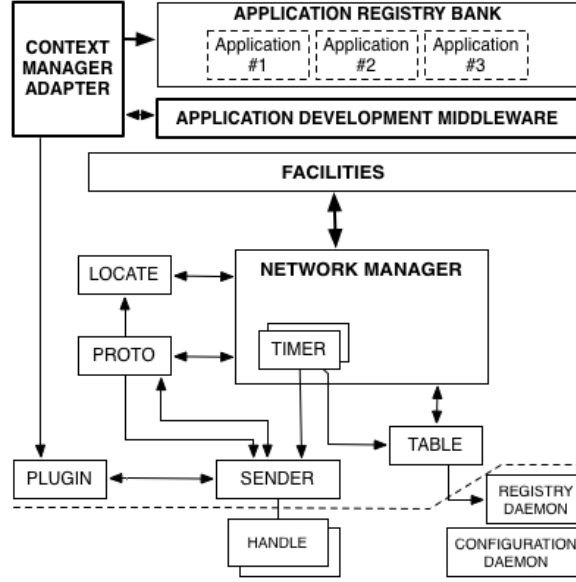 APPLICATION REGISTRY BANK
CONTEXT
MANAGER
ADAPTER
Application
#1
Application
#2
Application
#3
APPLICATION DEVELOPMENT MIDDLEWARE
FACILITIES
NETWORK MANAGER
LOCATE
TIMER
PROTO
TABLE
PLUGIN
SENDER
REGISTRY
DAEMON
HANDLE
CONFIGURATION
DAEMON